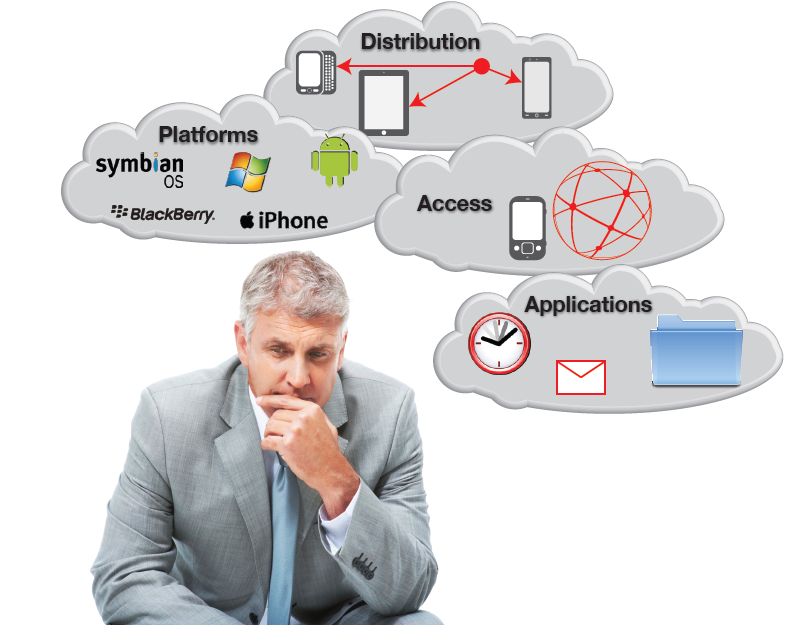 Distribution
Platforms
symbian
OS
BlackBerry.
iPhone
Access
Applications